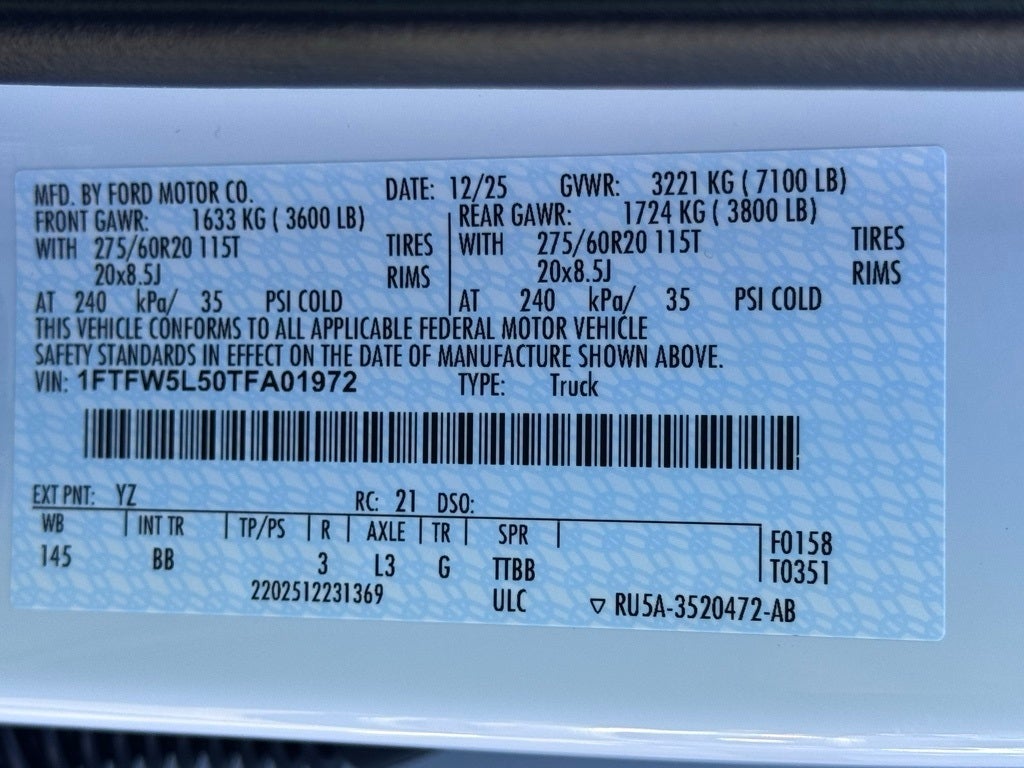 MFD. BY FORD MOTOR CO. DATE: 12/25 GVWR: 3221 KG ( 7100 LB)
FRONT GAWR: 1633 KG ( 3600 LB) REAR GAWR: 1724 KG ( 3800 LB)
WITH 275/60R20 115T TIRES WITH 275/60R20 115T TIRES
20x8.5J RIMS 20x8.5J RIMS
AT 240 kPa/ 35 PSI COLD AT 240 kPa/ 35 PSI COLD
THIS VEHICLE CONFORMS TO ALL APPLICABLE FEDERAL MOTOR VEHICLE
SAFETY STANDARDS IN EFFECT ON THE DATE OF MANUFACTURE SHOWN ABOVE.
VIN: 1FTFW5L50TFA01972 TYPE: Truck
EXT PNT: YZ RC: 21 DSO:
WB INT TR TP/PS R AXLE TR SPR F0158
145 BB 3 L3 G TTBB T0351
2202512231369 ULC ▽ RU5A-3520472-AB